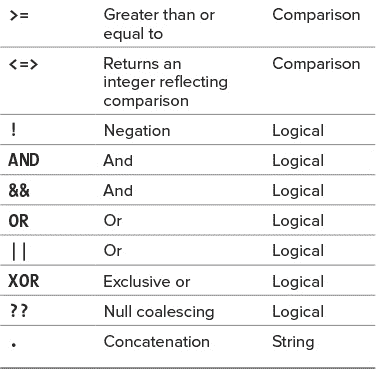 >= Greater than or Comparison
equal to
<=> Returns an Comparison
integer reflecting
comparison
! Negation Logical
AND And Logical
&& And Logical
OR Or Logical
|| Or Logical
XOR Exclusive or Logical
?? Null coalescing Logical
. Concatenation String